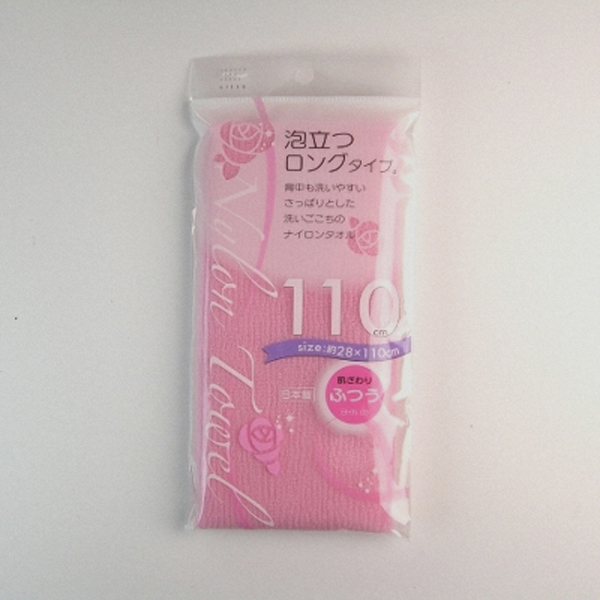 泡立つ
ロングタイプ。
背中も洗いやすい
さっぱりとした
洗いごこちの
ナイロンタオル
110
cm
size:約28×110cm
日本製
肌ざわり
ふつう
Nylon Towel